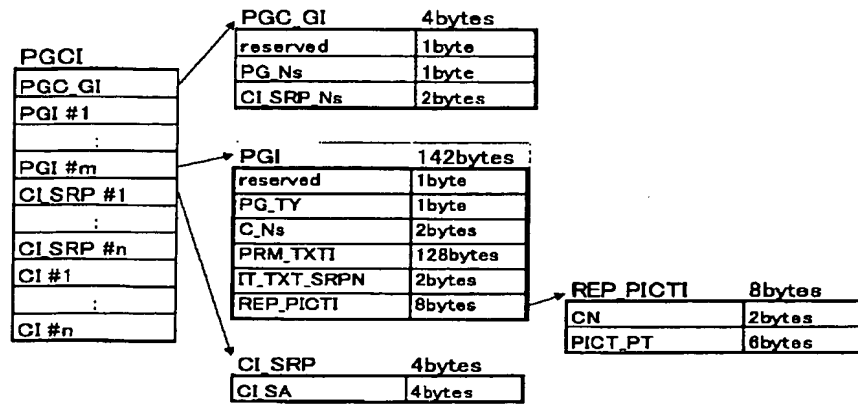 PGCI
PGC_GI
PGI #1
:
PGI #m
CI_SRP #1
:
CI_SRP #n
CI #1
:
CI #n
PGC_GI 4bytes
reserved 1byte
PG_Ns 1byte
CI_SRP_Ns 2bytes
PGI 142bytes
reserved 1byte
PG_TY 1byte
C_Ns 2bytes
PRM_TXTI 128bytes
IT_TXT_SRPN 2bytes
REP_PICTI 8bytes
CI_SRP 4bytes
CI_SA 4bytes
REP_PICTI 8bytes
CN 2bytes
PICT_PT 6bytes